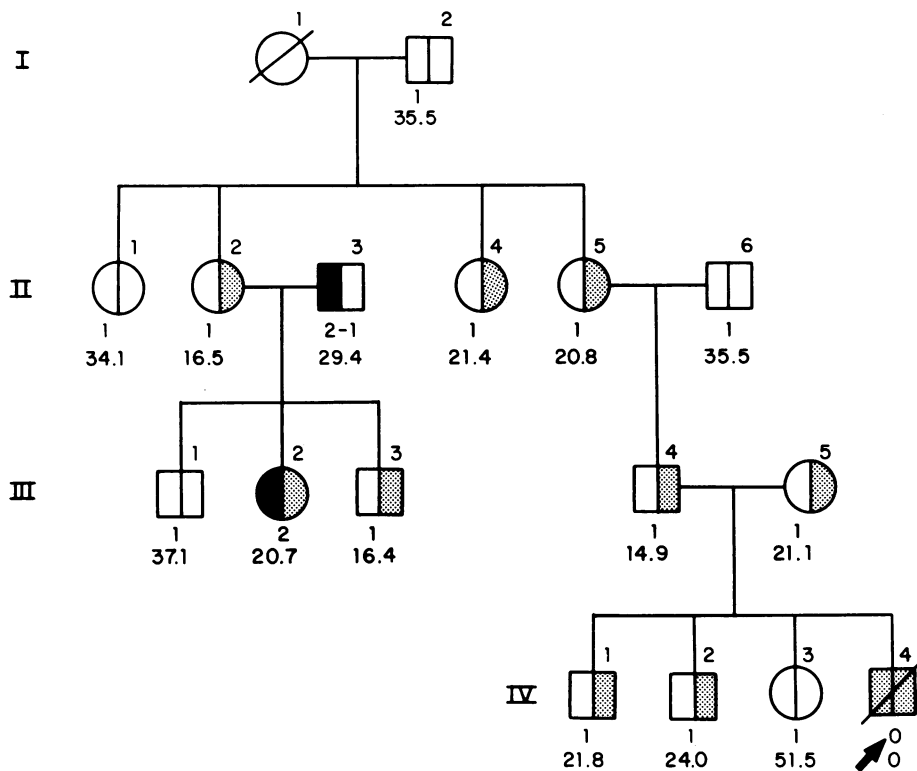 1 2
I
1
35.5
1 2 3 4 5 6
II
1 1 2-1 1 1 1
34.1 16.5 29.4 21.4 20.8 35.5
1 2 3 4 5
III
1 2 1 1 1
37.1 20.7 16.4 14.9 21.1
1 2 3 4
IV
1 1 1 0
21.8 24.0 51.5 0